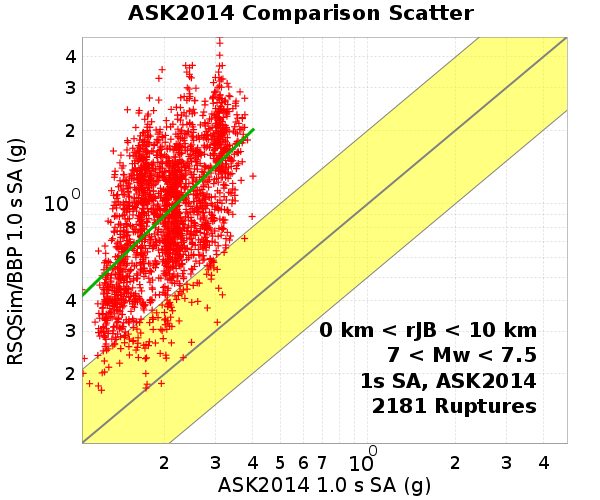 ASK2014 Comparison Scatter
RSQSim/BBP 1.0 s SA (g)
4
3
2
10^0
8
6
4
3
2
0 km < rJB < 10 km
7 < Mw < 7.5
1s SA, ASK2014
2181 Ruptures
2 3 4 5 6 7 10^0 2 3 4
ASK2014 1.0 s SA (g)